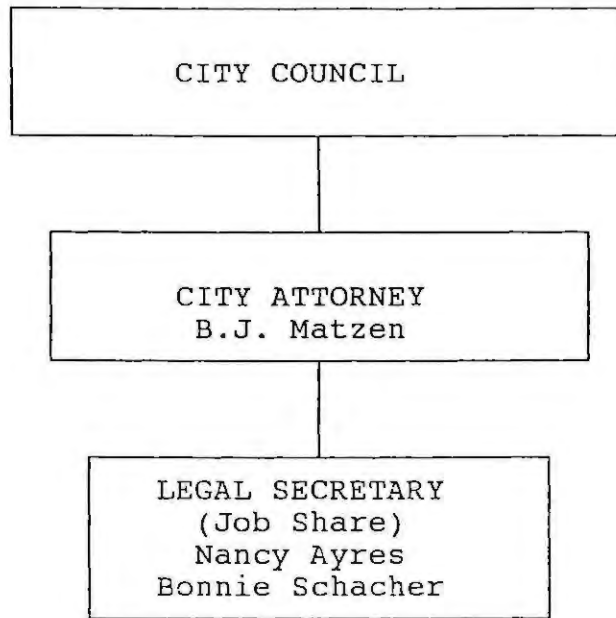 CITY COUNCIL
CITY ATTORNEY
B.J. Matzen
LEGAL SECRETARY
(Job Share)
Nancy Ayres
Bonnie Schacher